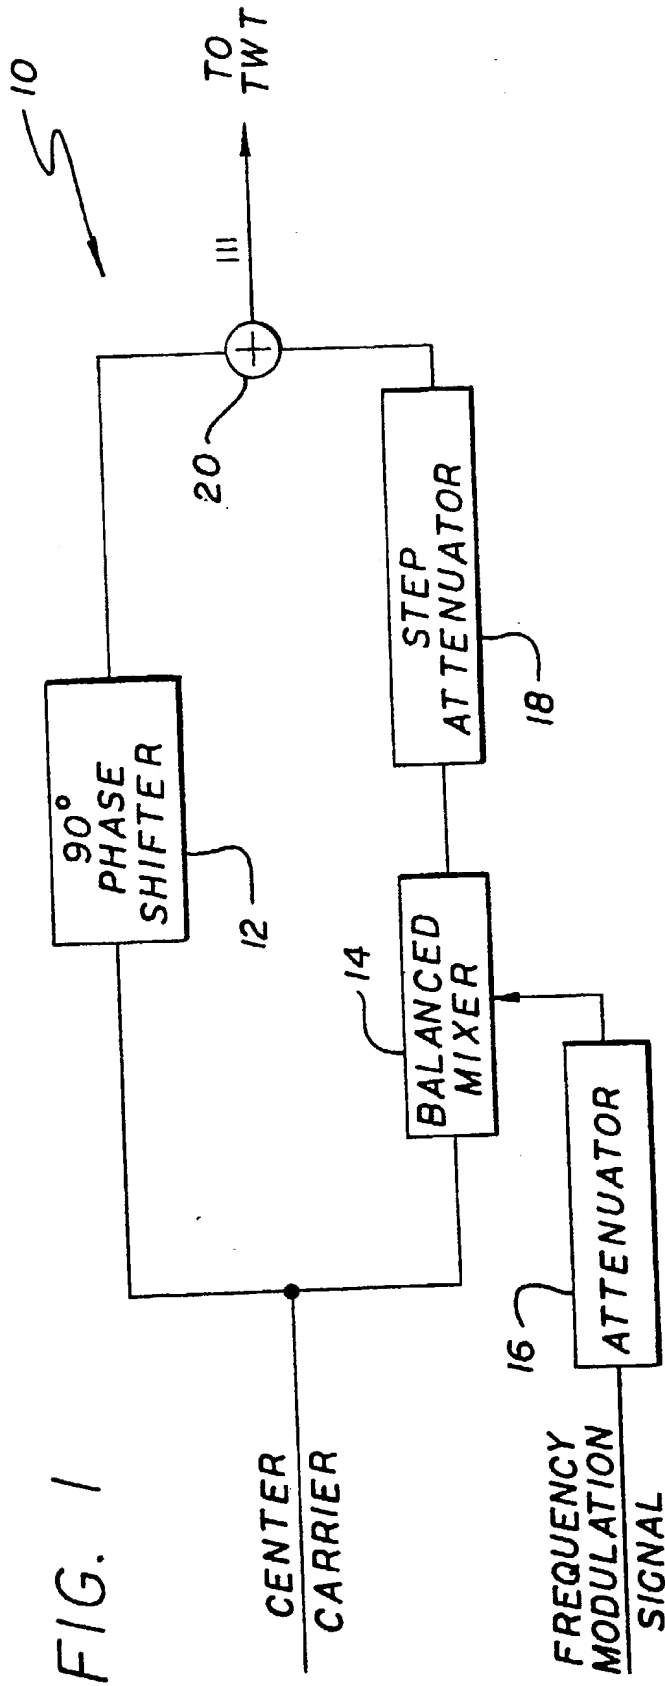 FIG. 1
10
90°
PHASE
SHIFTER
12
TO
TWT
20
CENTER
CARRIER
14
BALANCED
MIXER
STEP
ATTENUATOR
18
16
ATTENUATOR
FREQUENCY
MODULATION
SIGNAL